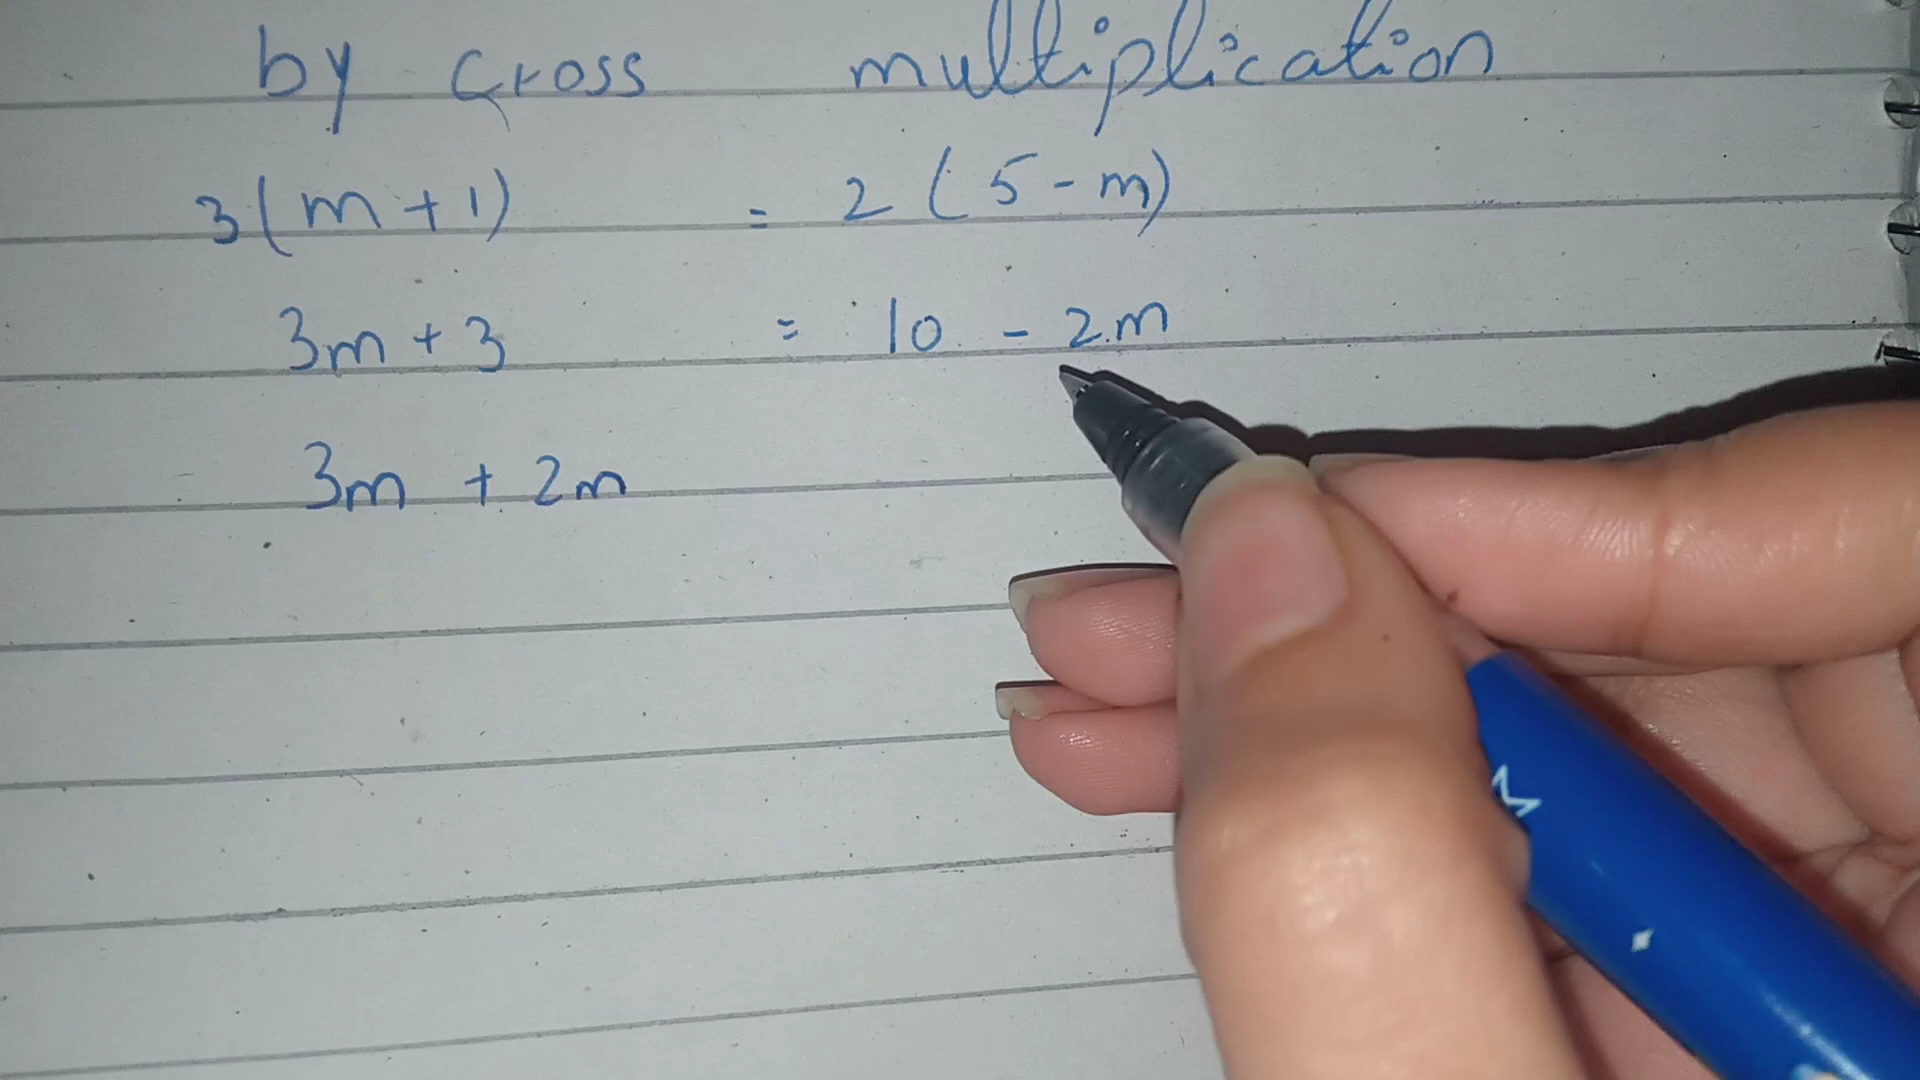 by cross multiplication
3(m+1) = 2(5-m)
3m + 3 = 10 - 2m
3m + 2m